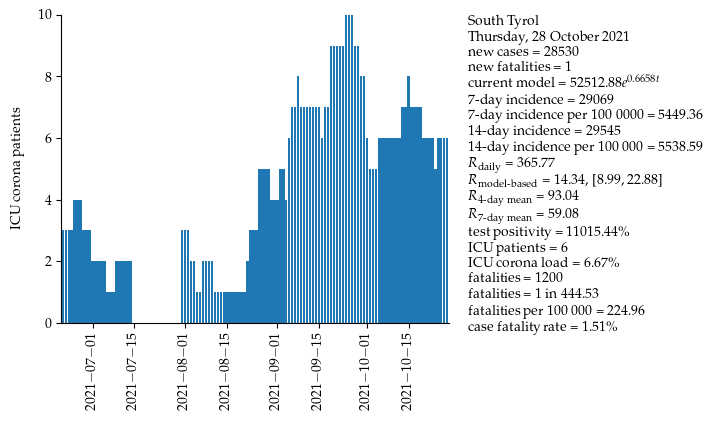 10
8
6
4
2
0
ICU corona patients
2021−07−01
2021−07−15
2021−08−01
2021−08−15
2021−09−01
2021−09−15
2021−10−01
2021−10−15
South Tyrol
Thursday, 28 October 2021
new cases = 28530
new fatalities = 1
current model = 52512.88e^0.6658t
7-day incidence = 29069
7-day incidence per 100 0000 = 5449.36
14-day incidence = 29545
14-day incidence per 100 000 = 5538.59
R daily = 365.77
R model-based = 14.34, [8.99, 22.88]
R 4-day mean = 93.04
R 7-day mean = 59.08
test positivity = 11015.44%
ICU patients = 6
ICU corona load = 6.67%
fatalities = 1200
fatalities = 1 in 444.53
fatalities per 100 000 = 224.96
case fatality rate = 1.51%